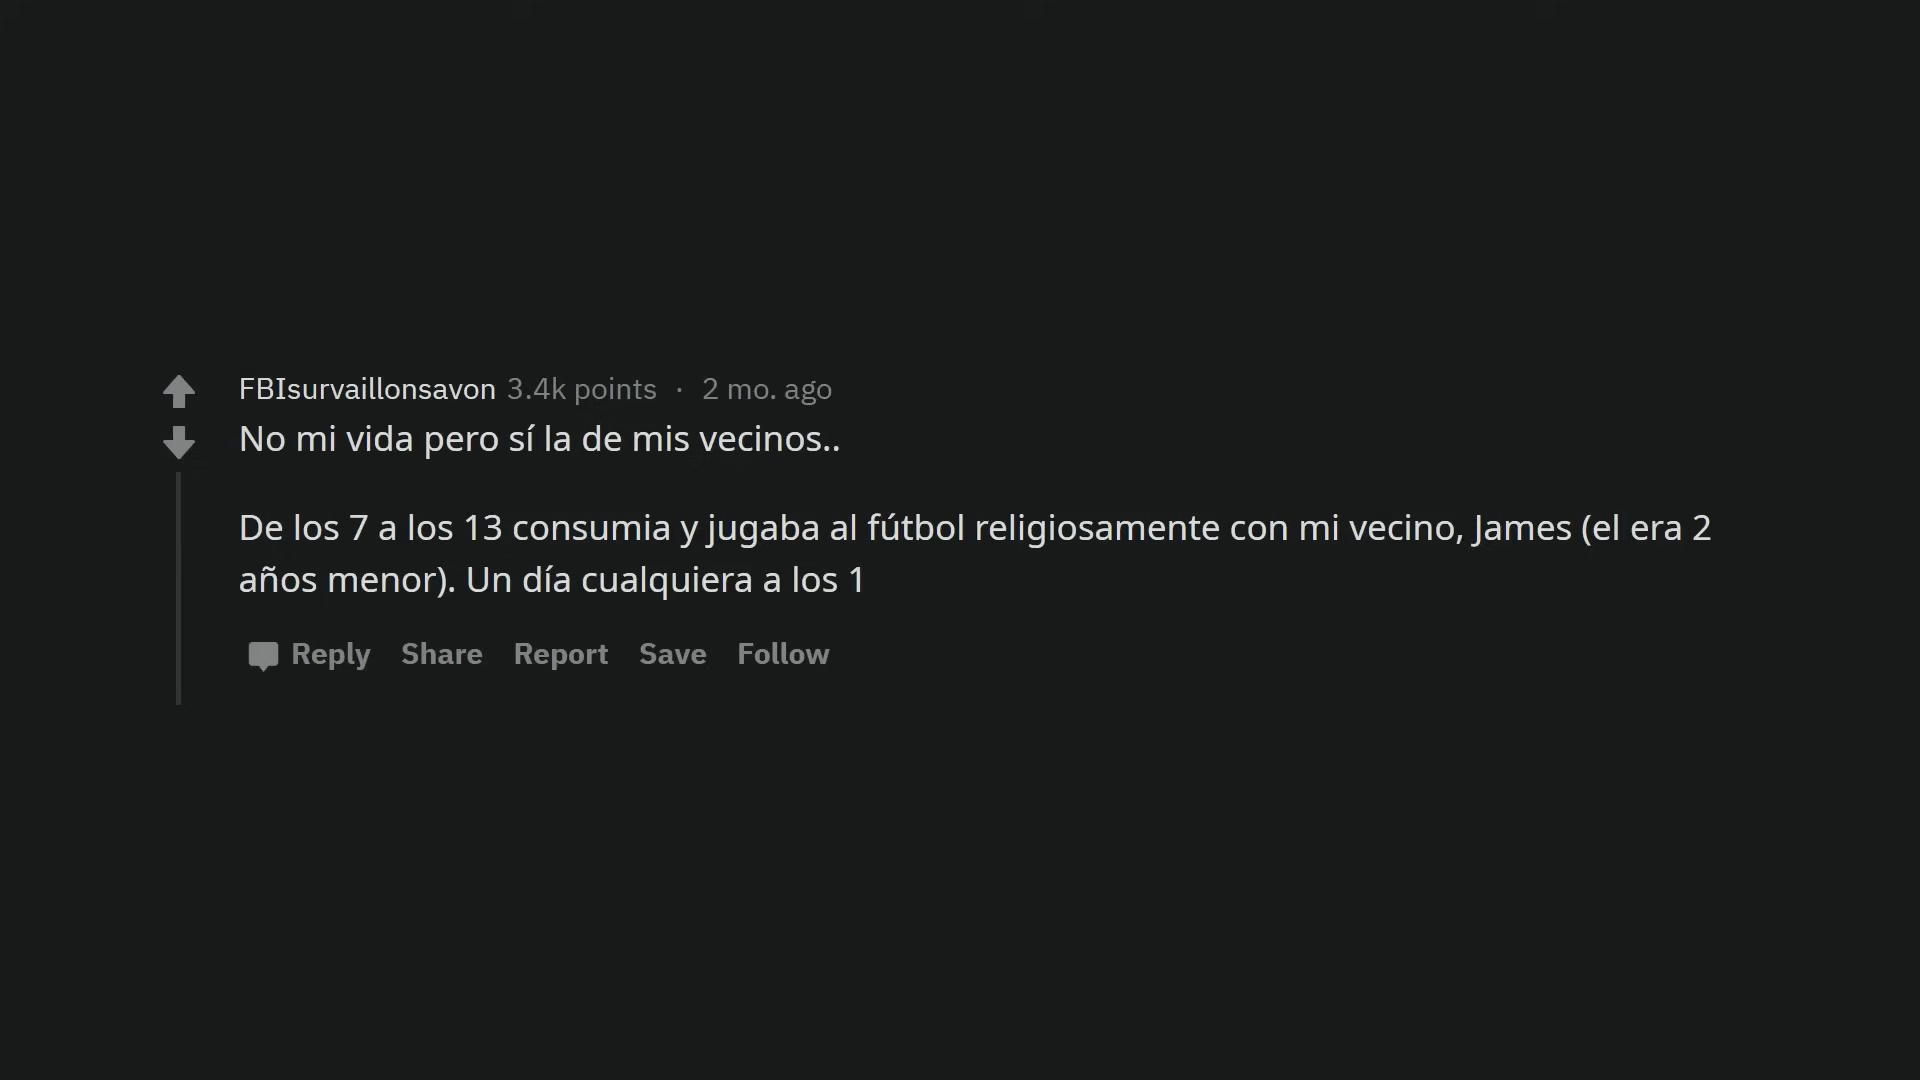 FBIsurvaillonsavon 3.4k points · 2 mo. ago
No mi vida pero sí la de mis vecinos..
De los 7 a los 13 consumia y jugaba al fútbol religiosamente con mi vecino, James (el era 2
años menor). Un día cualquiera a los 1
Reply Share Report Save Follow